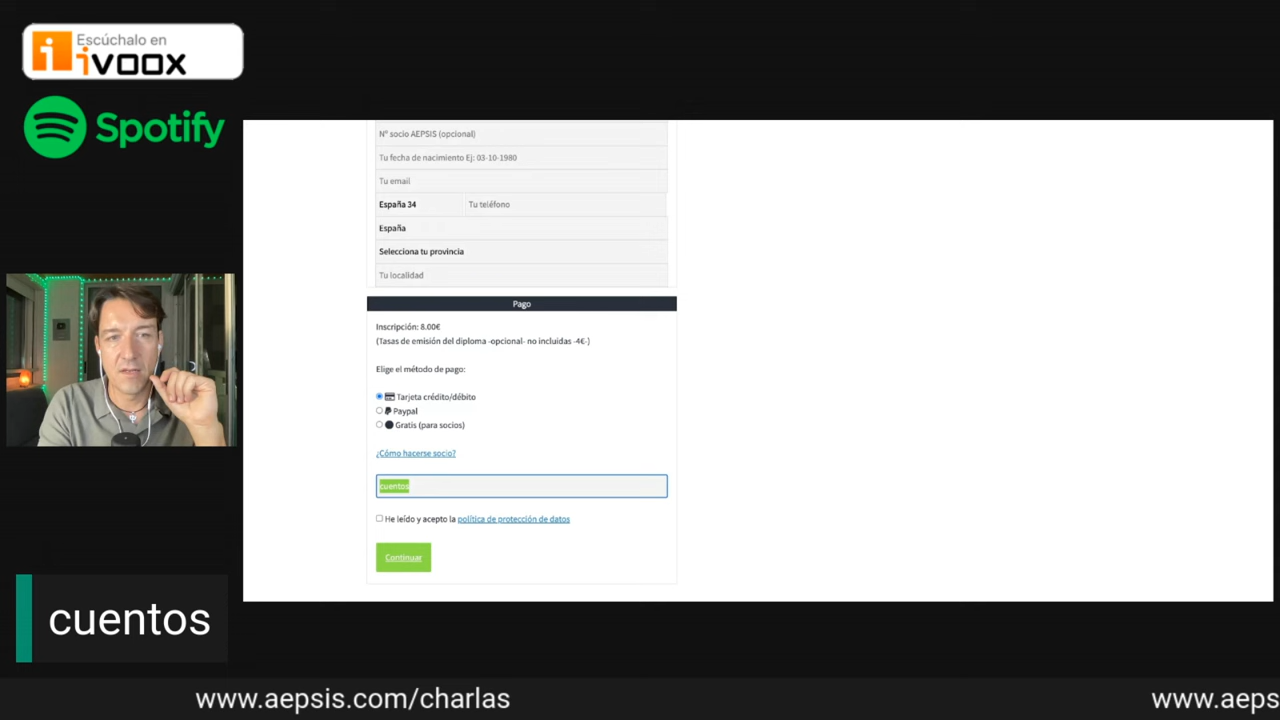 Escúchalo en
iVOOX
Spotify
Nº socio AEPSIS (opcional)
Tu fecha de nacimiento Ej: 03-10-1980
Tu email
España 34 Tu teléfono
España
Selecciona tu provincia
Tu localidad
Pago
Inscripción: 8.00€
(Tasas de emisión del diploma -opcional- no incluidas -4€-)
Elige el método de pago:
Tarjeta crédito/débito
Paypal
Gratis (para socios)
¿Cómo hacerse socio?
cuentos
He leído y acepto la política de protección de datos
Continuar
cuentos
www.aepsis.com/charlas www.aeps